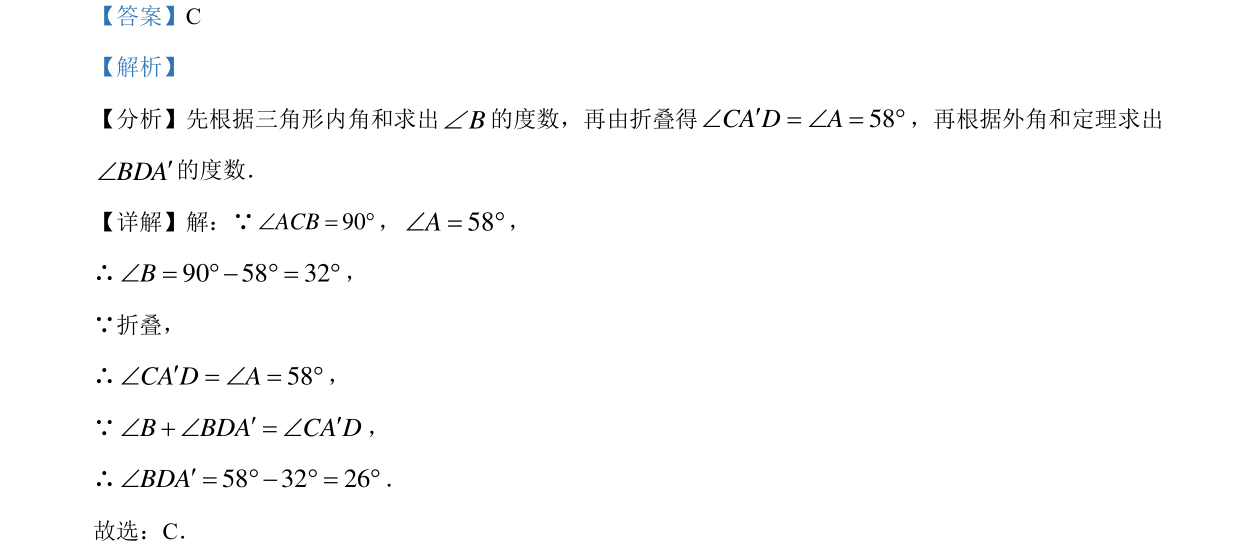 【答案】C
【解析】
【分析】先根据三角形内角和求出∠B的度数，再由折叠得∠CA′D=∠A=58°，再根据外角和定理求出
∠BDA′的度数．
【详解】解：∵∠ACB=90°，∠A=58°，
∴∠B=90°−58°=32°，
∵折叠，
∴∠CA′D=∠A=58°，
∵∠B+∠BDA′=∠CA′D，
∴∠BDA′=58°−32°=26°．
故选：C．